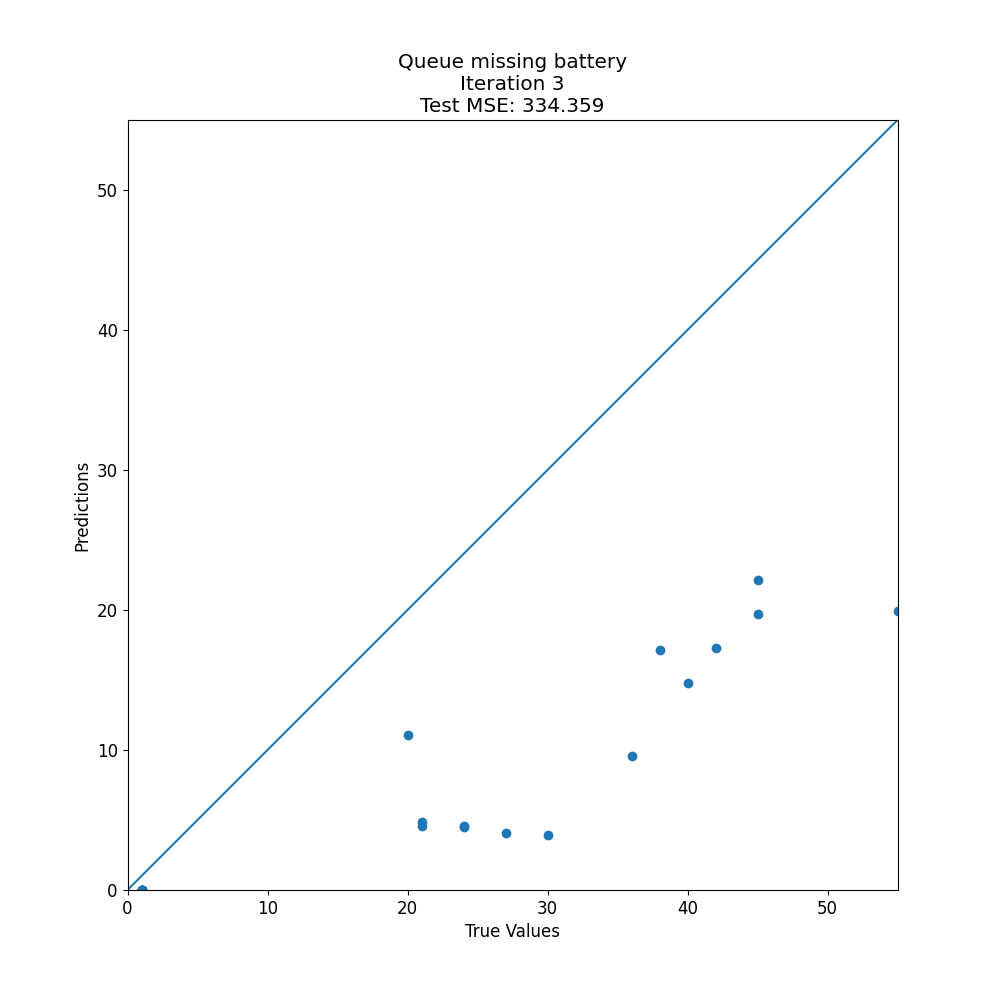 Queue missing battery
Iteration 3
Test MSE: 334.359
50
40
30
20
10
0
Predictions
0 10 20 30 40 50
True Values